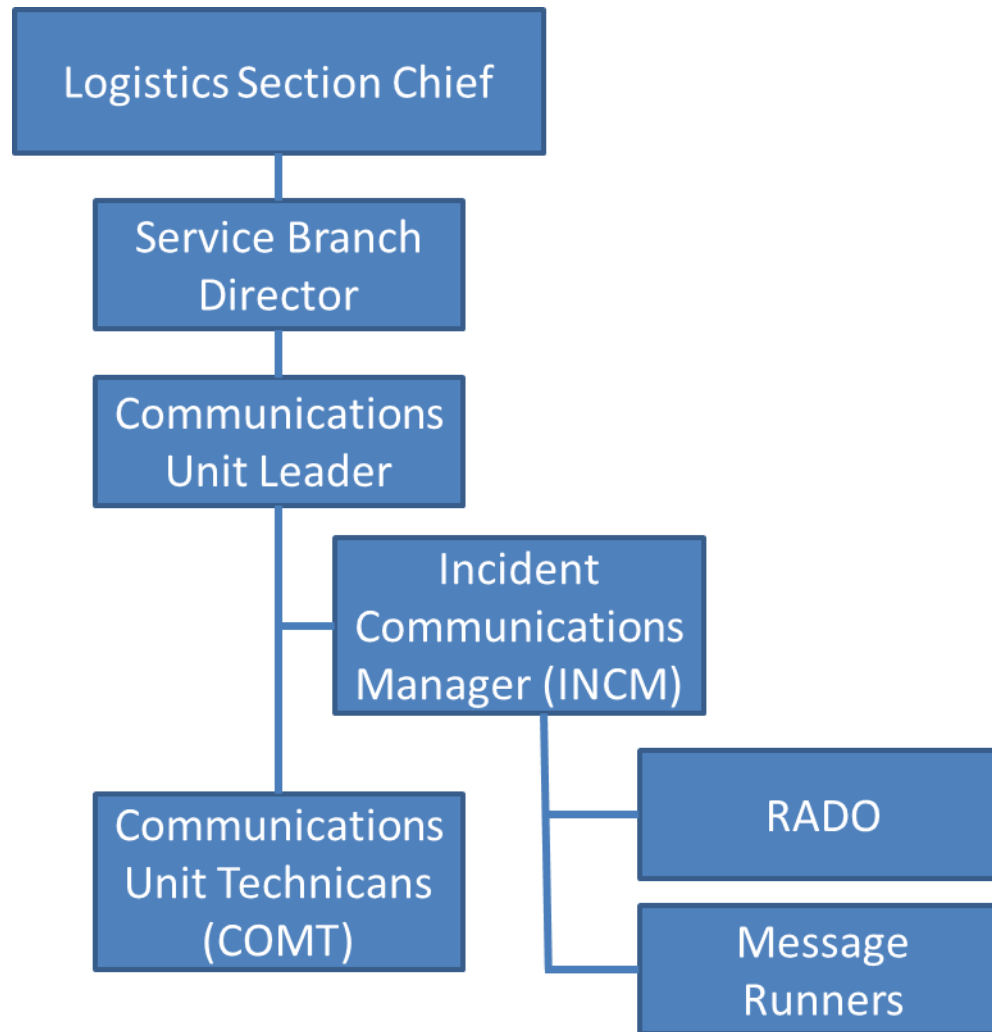 Logistics Section Chief
Service Branch
Director
Communications
Unit Leader
Incident
Communications
Manager (INCM)
RADO
Communications
Unit Technicans
(COMT)
Message
Runners